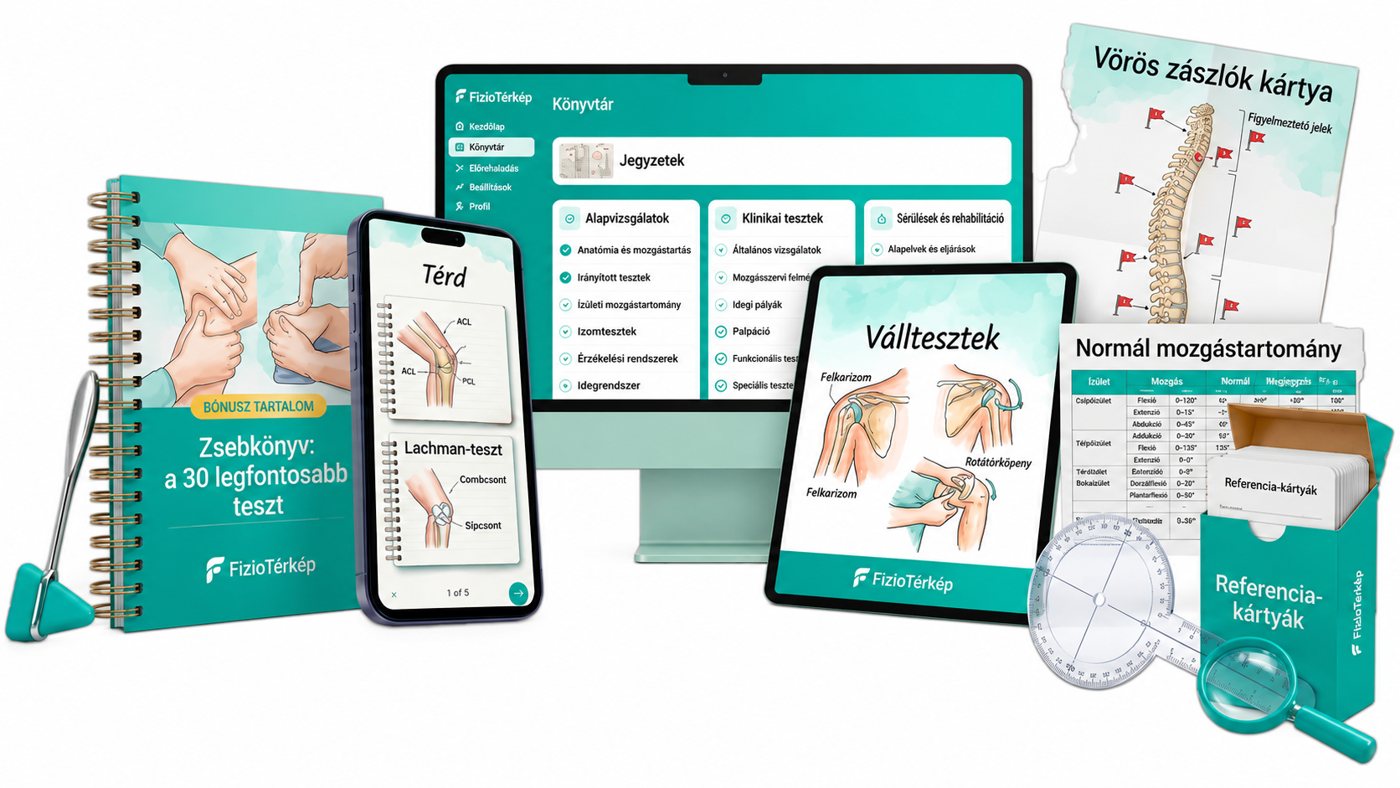 BÓNUSZ TARTALOM
Zsebkönyv:
a 30 legfontosabb
teszt
FizioTérkép
Térd
ACL
ACL
PCL
Lachman-teszt
Combcsont
Sípcsont
x
1 of 5
FizioTérkép
Kezdőlap
Könyvtár
Előrehaladás
Beállítások
Profil
Könyvtár
Jegyzetek
Alapvizsgálatok
Anatómia és mozgástartás
Irányított tesztek
Ízületi mozgástartomány
Izomtesztek
Érzékelési rendszerek
Idegrendszer
Klinikai tesztek
Általános vizsgálatok
Mozgásszervi felmé
Idegi pályák
Palpáció
Funkcionális tesz
Speciális teszte
Sérülések és rehabilitáció
Alapelvek és eljárások
Válltesztek
Felkarizom
Rotátorköpeny
Felkarizom
FizioTérkép
Vörös zászlók kártya
Figyelmeztető jelek
Normál mozgástartomány
Ízület Mozgás Normál
Csípőizület Flexió 0–120°
Extenzió 0–15°
Abdukció 0–45°
Addukció 0–20°
Flexió 0–135°
Extenzió 0–0°
Bokaizület Dorzálflexió 0–20°
Plantarflexió 0–50°
Referencia-kártyák
Referencia-
kártyák
FizioTérkép